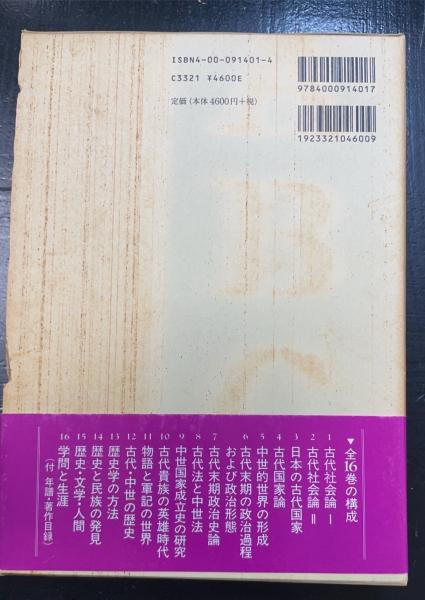 ISBN4-00-091401-4
C3321 ¥4600E
定価(本体4600円+税)
9784000914017
1923321046009
▼全16巻の構成
1 古代社会論 I
2 古代社会論 II
3 日本の古代国家
4 古代国家論
5 中世的世界の形成
6 古代末期の政治過程
および政治形態
7 古代末期政治史論
8 古代法と中世法
9 中世国家成立史の研究
10 古代貴族の英雄時代
11 物語と軍記の世界
12 古代・中世の歴史
13 歴史学の方法
14 歴史と民族の発見
15 歴史・文学・人間
16 学問と生涯
(付 年譜・著作目録)